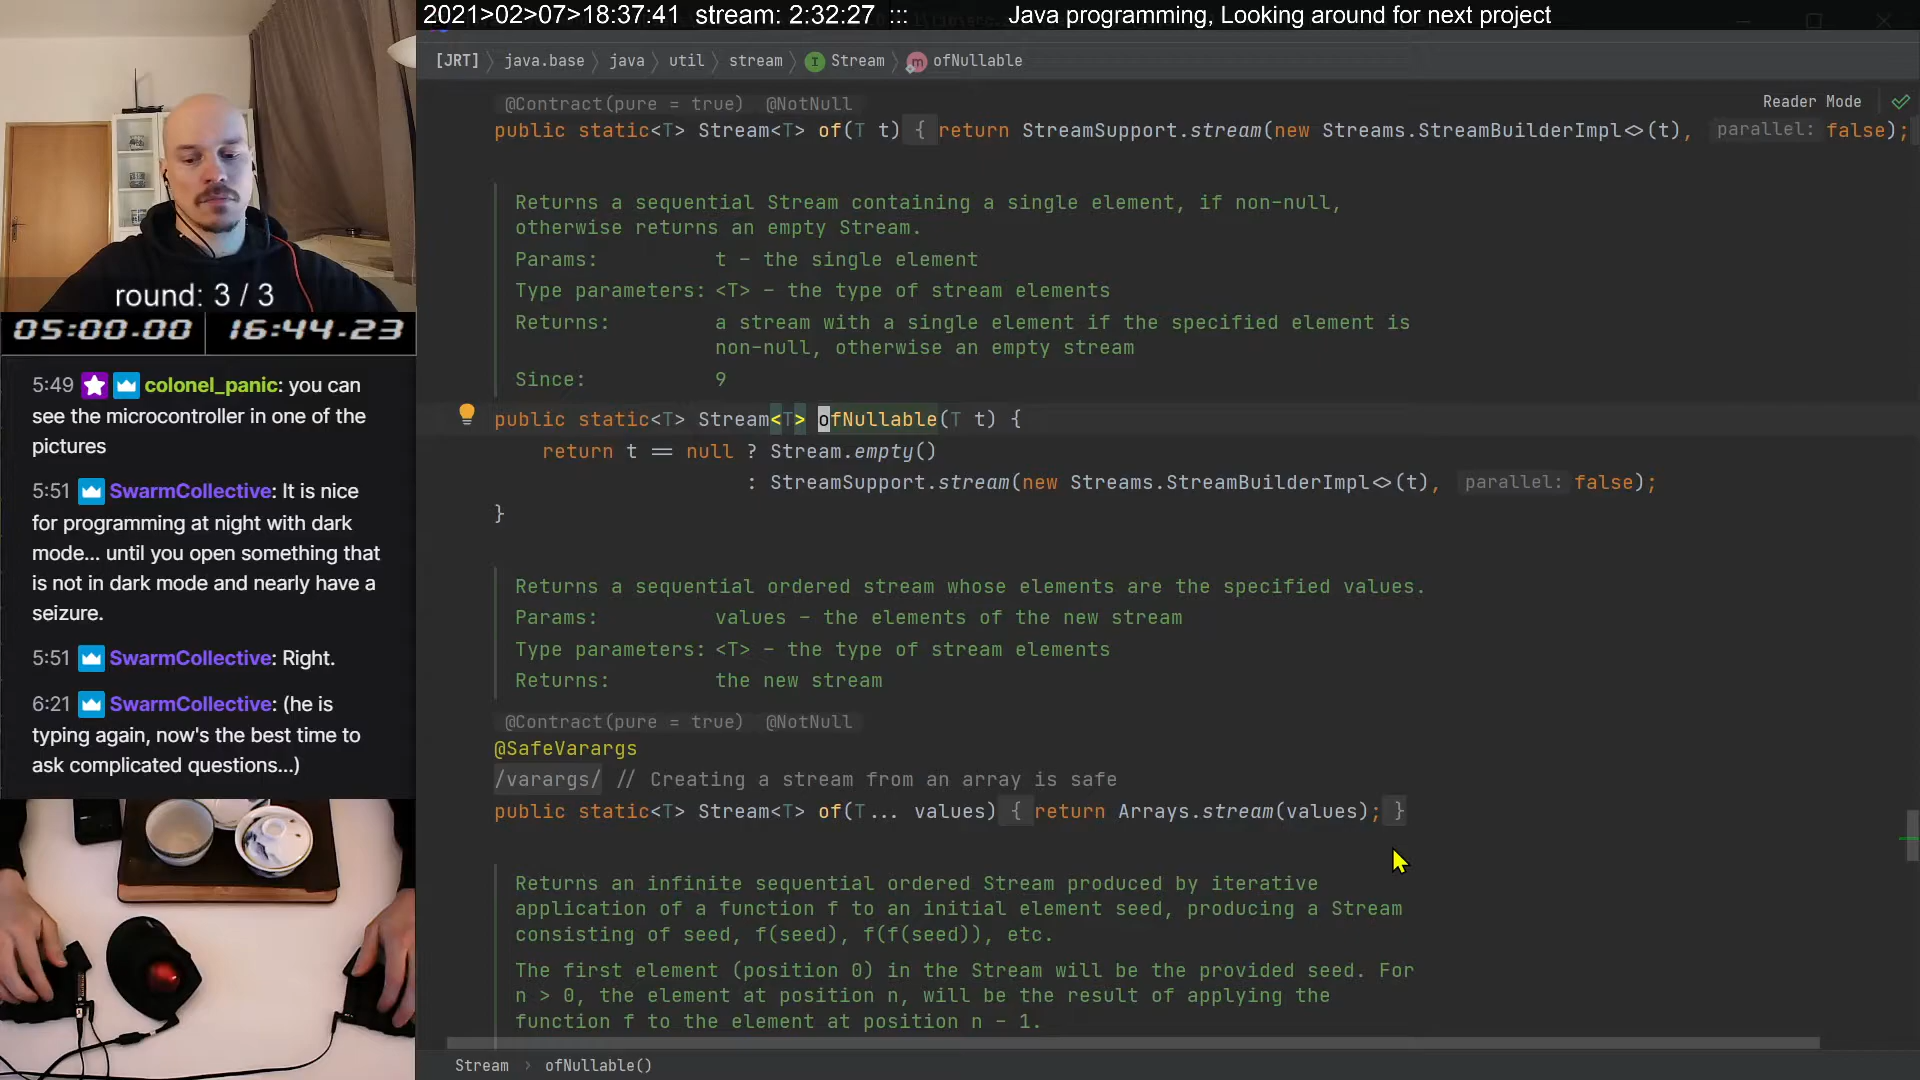 2021>02>07>18:37:41  stream: 2:32:27  :::  Java programming, Looking around for next project
[JRT] java.base java util stream I Stream m ofNullable
Reader Mode
@Contract(pure = true)  @NotNull
public static<T> Stream<T> of(T t) { return StreamSupport.stream(new Streams.StreamBuilderImpl<>(t), parallel: false);
Returns a sequential Stream containing a single element, if non-null,
otherwise returns an empty Stream.
Params: t – the single element
Type parameters: <T> – the type of stream elements
Returns: a stream with a single element if the specified element is
non-null, otherwise an empty stream
Since: 9
public static<T> Stream<T> ofNullable(T t) {
return t == null ? Stream.empty()
: StreamSupport.stream(new Streams.StreamBuilderImpl<>(t), parallel: false);
}
Returns a sequential ordered stream whose elements are the specified values.
Params: values – the elements of the new stream
Type parameters: <T> – the type of stream elements
Returns: the new stream
@Contract(pure = true)  @NotNull
@SafeVarargs
/varargs/ // Creating a stream from an array is safe
public static<T> Stream<T> of(T... values) { return Arrays.stream(values); }
Returns an infinite sequential ordered Stream produced by iterative
application of a function f to an initial element seed, producing a Stream
consisting of seed, f(seed), f(f(seed)), etc.
The first element (position 0) in the Stream will be the provided seed. For
n > 0, the element at position n, will be the result of applying the
function f to the element at position n - 1.
Stream › ofNullable()
round: 3 / 3
05:00.00 16:44.23
5:49 colonel_panic: you can
see the microcontroller in one of the
pictures
5:51 SwarmCollective: It is nice
for programming at night with dark
mode... until you open something that
is not in dark mode and nearly have a
seizure.
5:51 SwarmCollective: Right.
6:21 SwarmCollective: (he is
typing again, now's the best time to
ask complicated questions...)